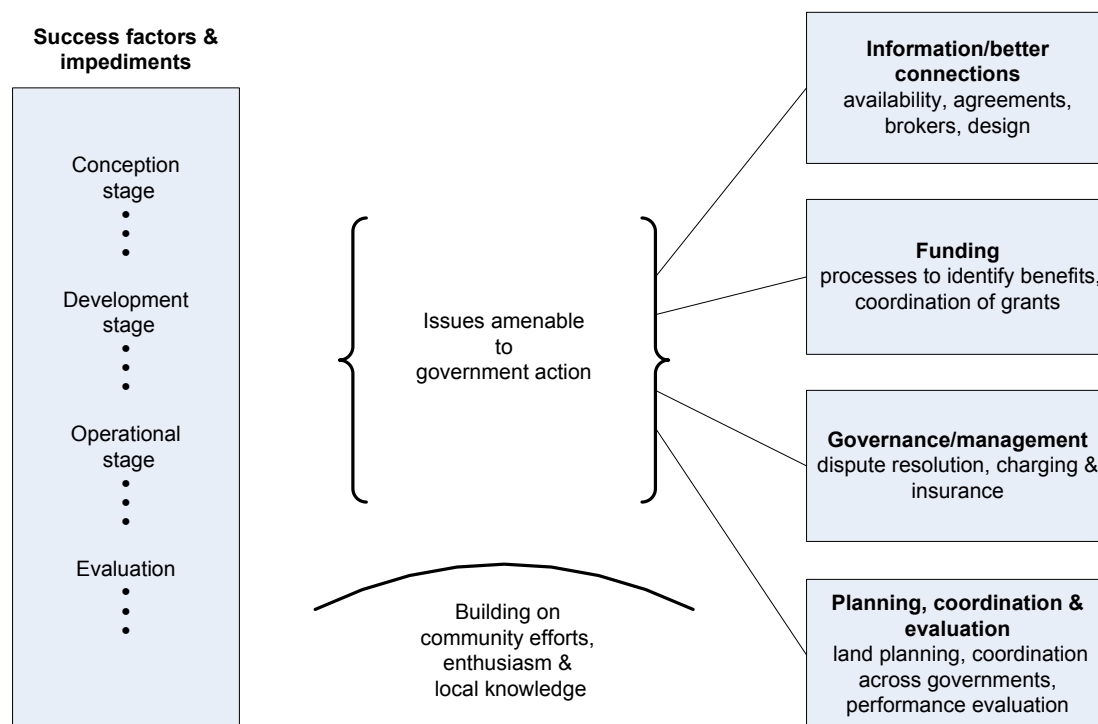 Success factors &
impediments
Conception
stage
Development
stage
Operational
stage
Evaluation
Issues amenable
to
government action
Building on
community efforts,
enthusiasm &
local knowledge
Information/better
connections
availability, agreements,
brokers, design
Funding
processes to identify benefits,
coordination of grants
Governance/management
dispute resolution, charging &
insurance
Planning, coordination &
evaluation
land planning, coordination
across governments,
performance evaluation